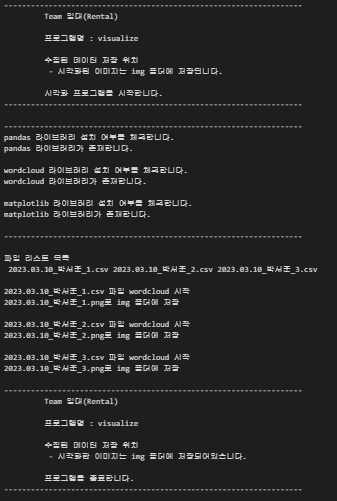 ------------------------------------------------------------------
Team 임대(Rental)
프로그램명 : visualize
수집된 데이터 저장 위치
- 시각화된 이미지는 img 폴더에 저장됩니다.
시각화 프로그램을 시작합니다.
------------------------------------------------------------------
------------------------------------------------------------------
pandas 라이브러리 설치 여부를 체크합니다.
pandas 라이브러리가 존재합니다.
wordcloud 라이브러리 설치 여부를 체크합니다.
wordcloud 라이브러리가 존재합니다.
matplotlib 라이브러리 설치 여부를 체크합니다.
matplotlib 라이브러리가 존재합니다.
------------------------------------------------------------------
파일 리스트 목록
2023.03.10_박서준_1.csv 2023.03.10_박서준_2.csv 2023.03.10_박서준_3.csv
2023.03.10_박서준_1.csv 파일 wordcloud 시작
2023.03.10_박서준_1.png로 img 폴더에 저장
2023.03.10_박서준_2.csv 파일 wordcloud 시작
2023.03.10_박서준_2.png로 img 폴더에 저장
2023.03.10_박서준_3.csv 파일 wordcloud 시작
2023.03.10_박서준_3.png로 img 폴더에 저장
------------------------------------------------------------------
Team 임대(Rental)
프로그램명 : visualize
수집된 데이터 저장 위치
- 시각화된 이미지는 img 폴더에 저장되어있습니다.
프로그램을 종료합니다.
------------------------------------------------------------------